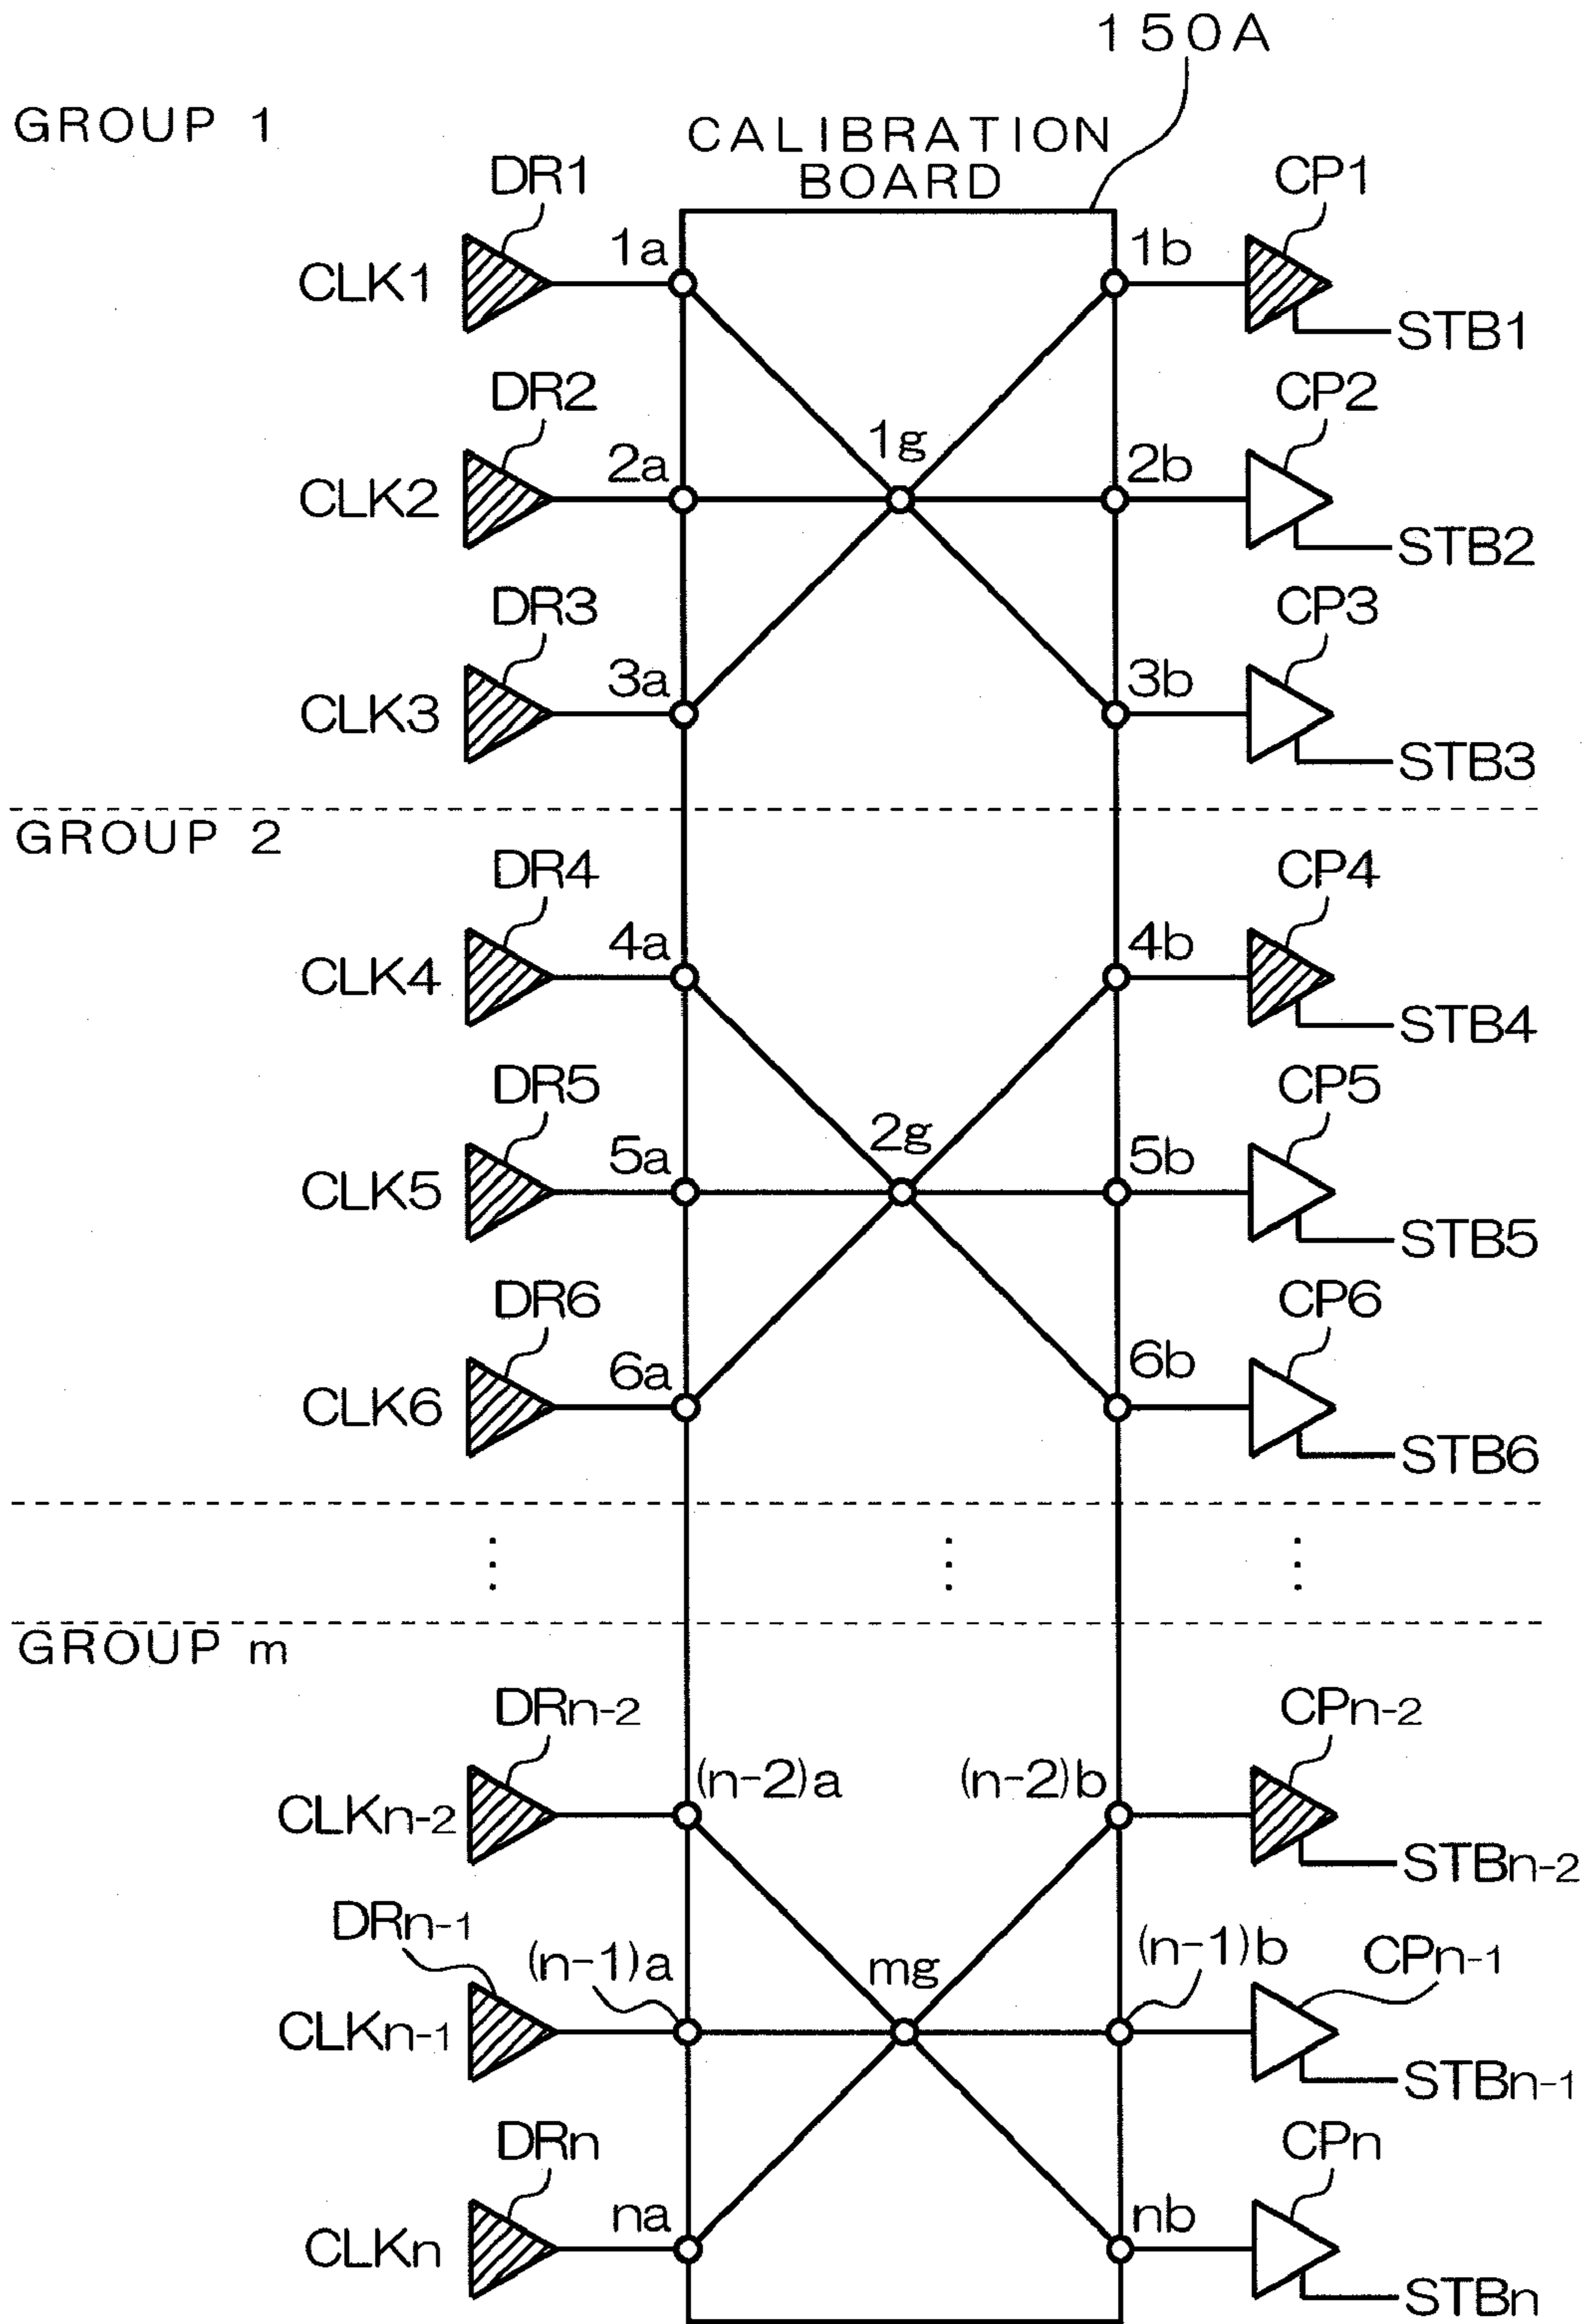 150A
GROUP 1
CALIBRATION
BOARD
DR1
CP1
1a
1b
CLK1
STB1
DR2
CP2
1g
2a
2b
CLK2
STB2
DR3
CP3
3a
3b
CLK3
STB3
GROUP 2
DR4
CP4
4a
4b
CLK4
STB4
DR5
CP5
2g
5a
5b
CLK5
STB5
DR6
CP6
6a
6b
CLK6
STB6
GROUP m
DRn-2
CPn-2
(n-2)a
(n-2)b
CLKn-2
STBn-2
DRn-1
(n-1)a
mg
(n-1)b
CPn-1
CLKn-1
STBn-1
DRn
CPn
na
nb
CLKn
STBn